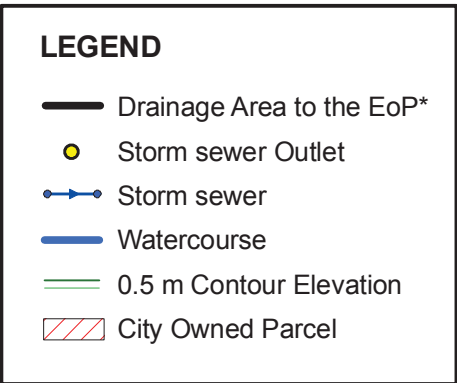 LEGEND
Drainage Area to the EoP*
Storm sewer Outlet
Storm sewer
Watercourse
0.5 m Contour Elevation
City Owned Parcel